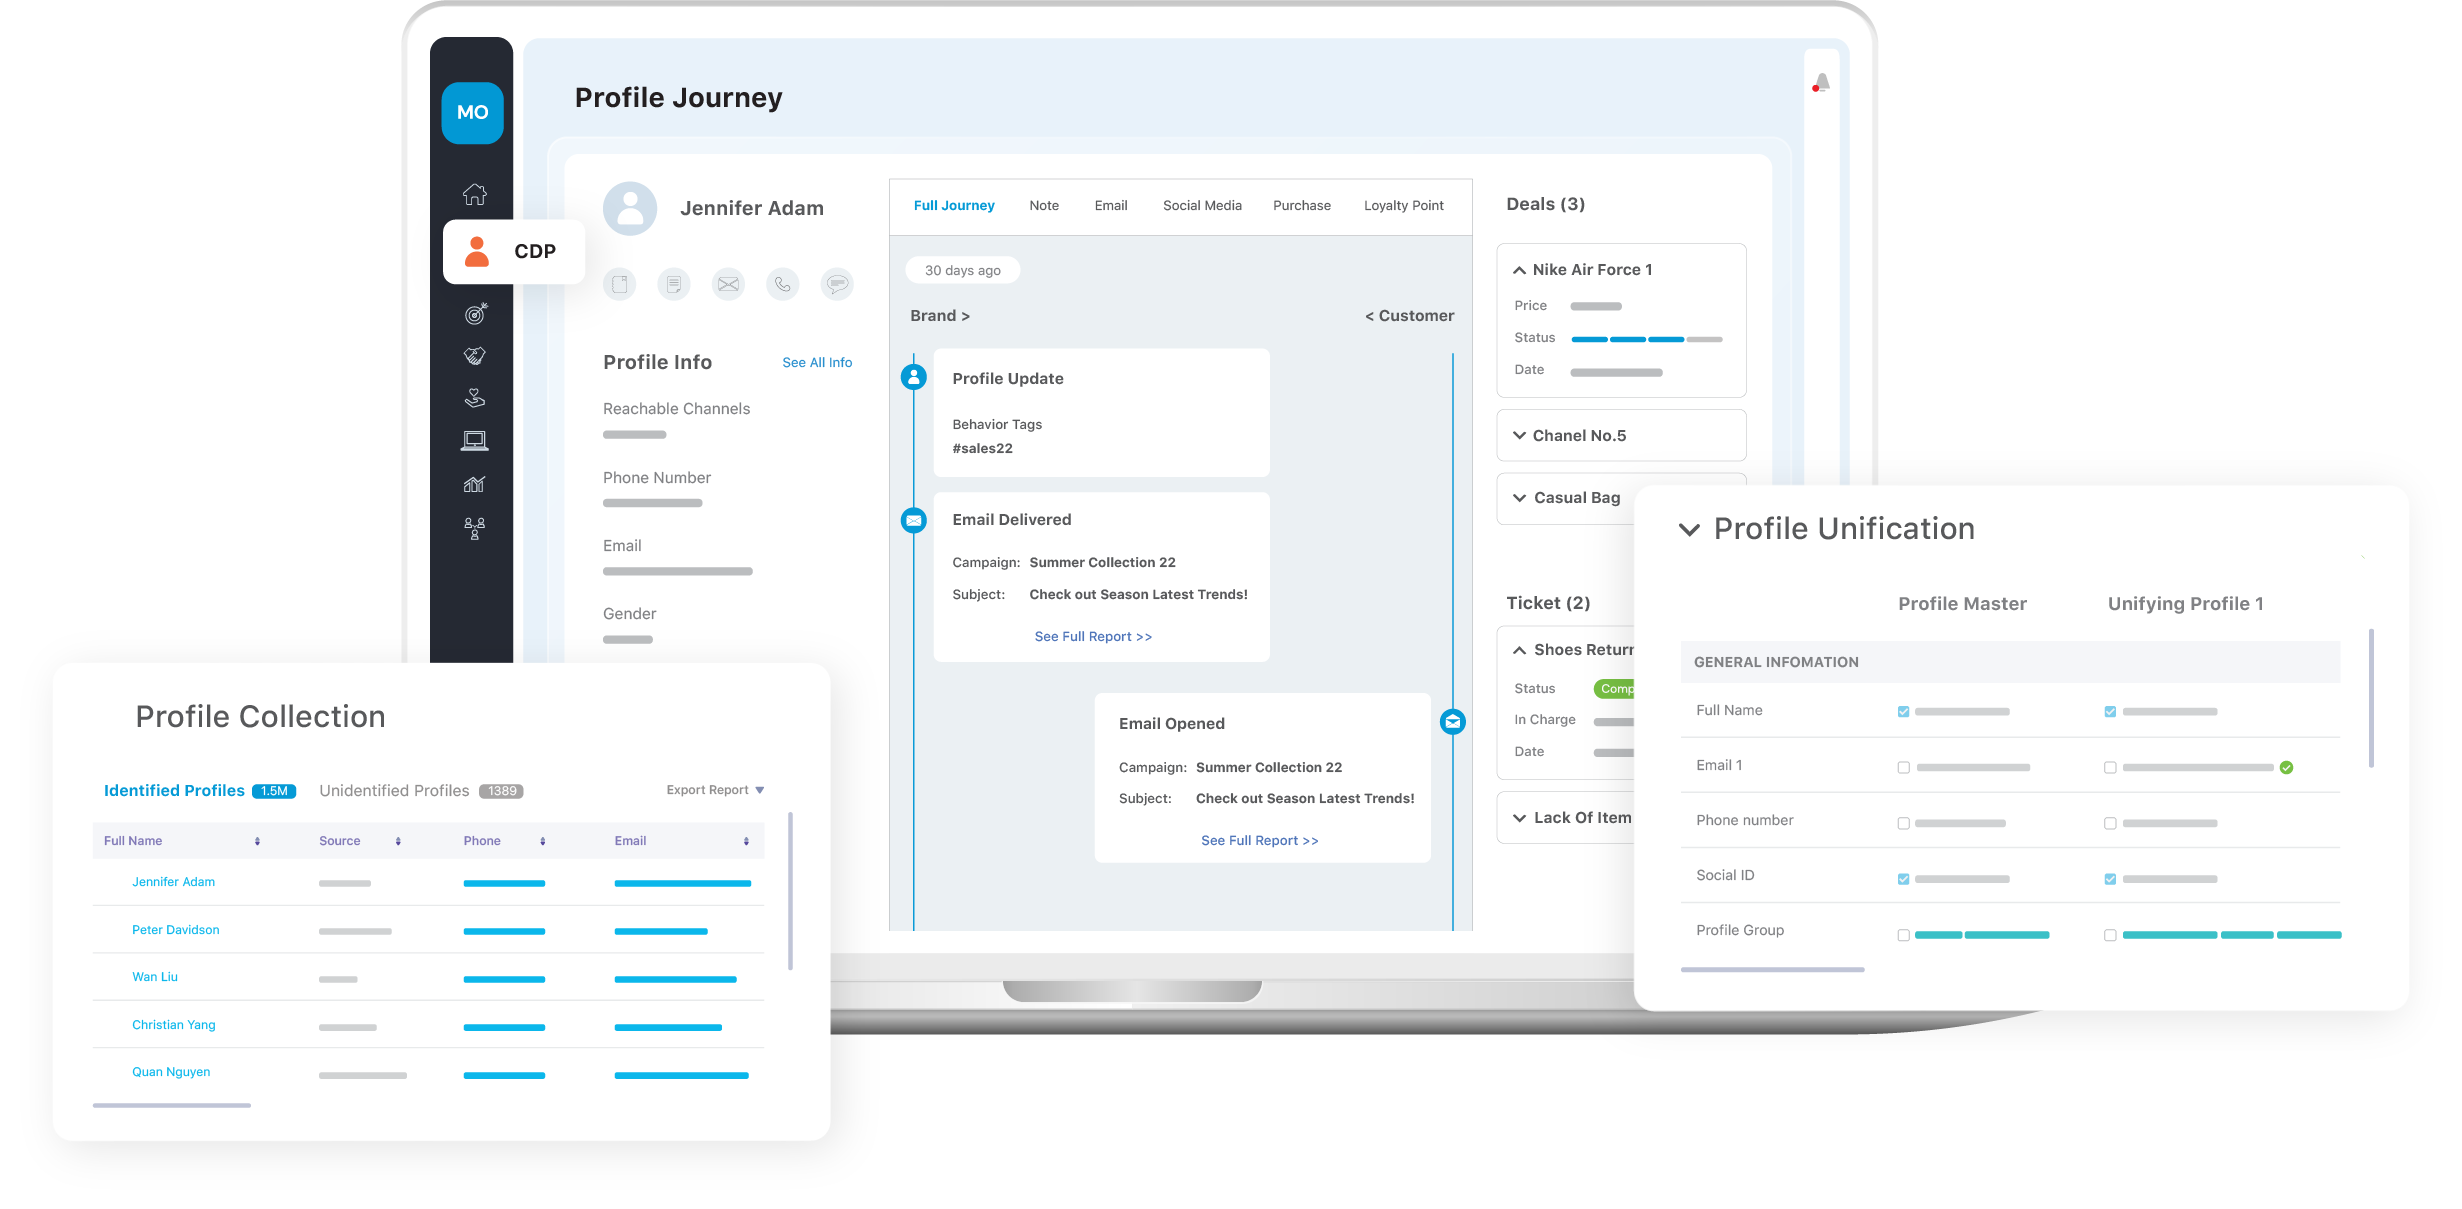 MO
Profile Journey
CDP
Jennifer Adam
Profile Info
See All Info
Reachable Channels
Phone Number
Email
Gender
Full Journey Note Email Social Media Purchase Loyalty Point
30 days ago
Brand > < Customer
Profile Update
Behavior Tags
#sales22
Email Delivered
Campaign: Summer Collection 22
Subject: Check out Season Latest Trends!
See Full Report >>
Email Opened
Campaign: Summer Collection 22
Subject: Check out Season Latest Trends!
See Full Report >>
Deals (3)
Nike Air Force 1
Price
Status
Date
Chanel No.5
Casual Bag
Ticket (2)
Shoes Return
Status Comp
In Charge
Date
Lack Of Item
Profile Collection
Identified Profiles 1.5M Unidentified Profiles 1389 Export Report
Full Name Source Phone Email
Jennifer Adam
Peter Davidson
Wan Liu
Christian Yang
Quan Nguyen
Profile Unification
Profile Master Unifying Profile 1
GENERAL INFOMATION
Full Name
Email 1
Phone number
Social ID
Profile Group